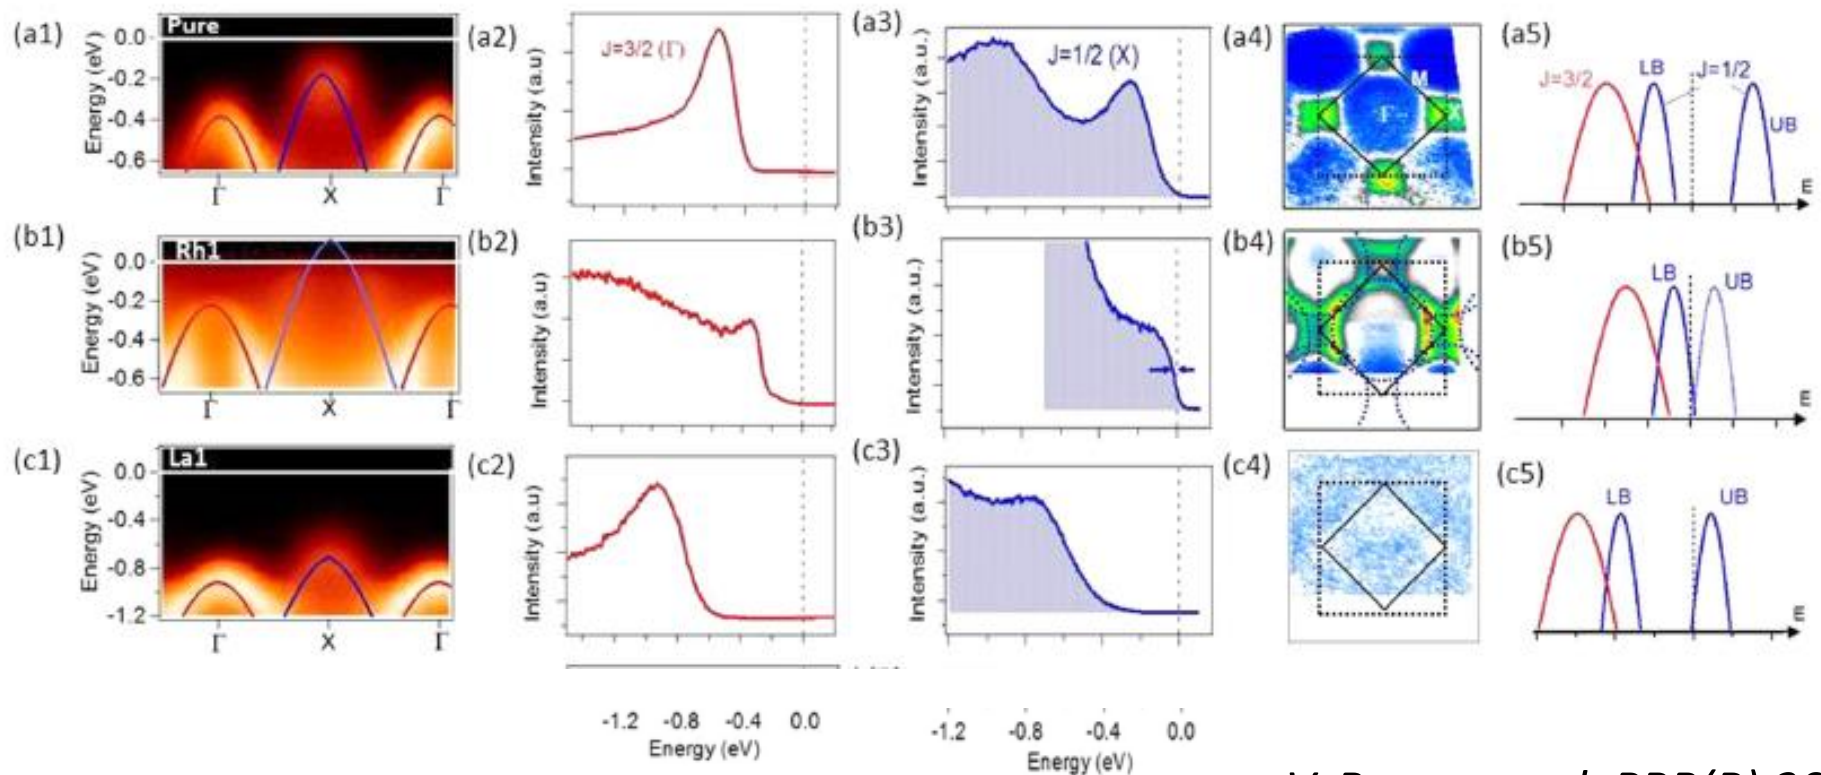 (a1)
Pure
Energy (eV)
0.0
-0.2
-0.4
-0.6
Γ X Γ
(a2)
Intensity (a.u)
J=3/2 (Γ)
(a3)
Intensity (a.u.)
J=1/2 (X)
(a4)
M
Γ
(a5)
J=3/2
LB
J=1/2
UB
(b1)
Rh1
Energy (eV)
0.0
-0.2
-0.4
-0.6
Γ X Γ
(b2)
Intensity (a.u)
(b3)
Intensity (a.u.)
(b4)
(b5)
LB
UB
(c1)
La1
Energy (eV)
0.0
-0.4
-0.8
-1.2
Γ X Γ
(c2)
Intensity (a.u)
(c3)
Intensity (a.u.)
(c4)
(c5)
LB
UB
-1.2 -0.8 -0.4 0.0
Energy (eV)
-1.2 -0.8 -0.4 0.0
Energy (eV)